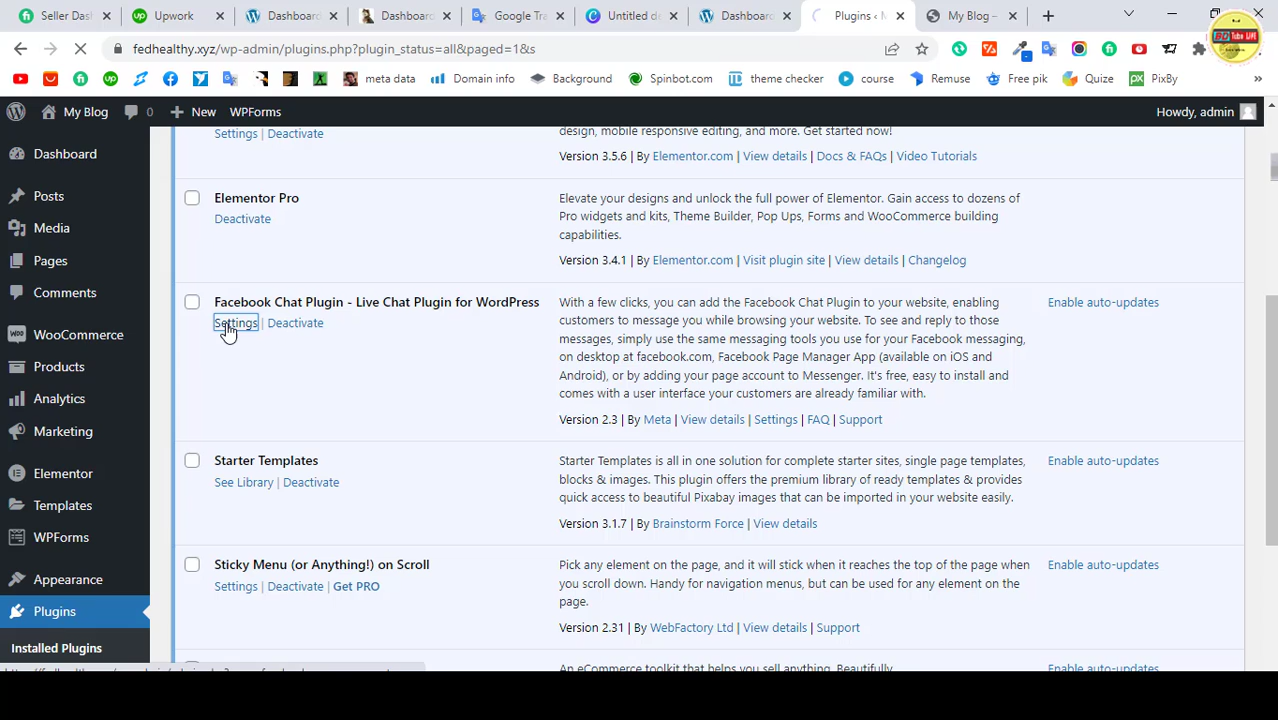 Seller Das
Upwork
Dashboard
Dashboard
Google Tra
Untitled de
Dashboard
Plugins ‹ M
My Blog –
fedhealthy.xyz/wp-admin/plugins.php?plugin_status=all&paged=1&s
meta data
Domain info
Background
Spinbot.com
theme checker
course
Remuse
Free pik
Quize
PixBy
My Blog
0
New
WPForms
Howdy, admin
Dashboard
Posts
Media
Pages
Comments
WooCommerce
Products
Analytics
Marketing
Elementor
Templates
WPForms
Appearance
Plugins
Installed Plugins
Settings | Deactivate
design, mobile responsive editing, and more. Get started now!
Version 3.5.6 | By Elementor.com | View details | Docs & FAQs | Video Tutorials
Elementor Pro
Deactivate
Elevate your designs and unlock the full power of Elementor. Gain access to dozens of
Pro widgets and kits, Theme Builder, Pop Ups, Forms and WooCommerce building
capabilities.
Version 3.4.1 | By Elementor.com | Visit plugin site | View details | Changelog
Facebook Chat Plugin - Live Chat Plugin for WordPress
Settings | Deactivate
With a few clicks, you can add the Facebook Chat Plugin to your website, enabling
customers to message you while browsing your website. To see and reply to those
messages, simply use the same messaging tools you use for your Facebook messaging,
on desktop at facebook.com, Facebook Page Manager App (available on iOS and
Android), or by adding your page account to Messenger. It's free, easy to install and
comes with a user interface your customers are already familiar with.
Version 2.3 | By Meta | View details | Settings | FAQ | Support
Enable auto-updates
Starter Templates
See Library | Deactivate
Starter Templates is all in one solution for complete starter sites, single page templates,
blocks & images. This plugin offers the premium library of ready templates & provides
quick access to beautiful Pixabay images that can be imported in your website easily.
Version 3.1.7 | By Brainstorm Force | View details
Enable auto-updates
Sticky Menu (or Anything!) on Scroll
Settings | Deactivate | Get PRO
Pick any element on the page, and it will stick when it reaches the top of the page when
you scroll down. Handy for navigation menus, but can be used for any element on the
page.
Version 2.31 | By WebFactory Ltd | View details | Support
Enable auto-updates
An eCommerce toolkit that helps you sell anything. Beautifully.
Enable auto-updates